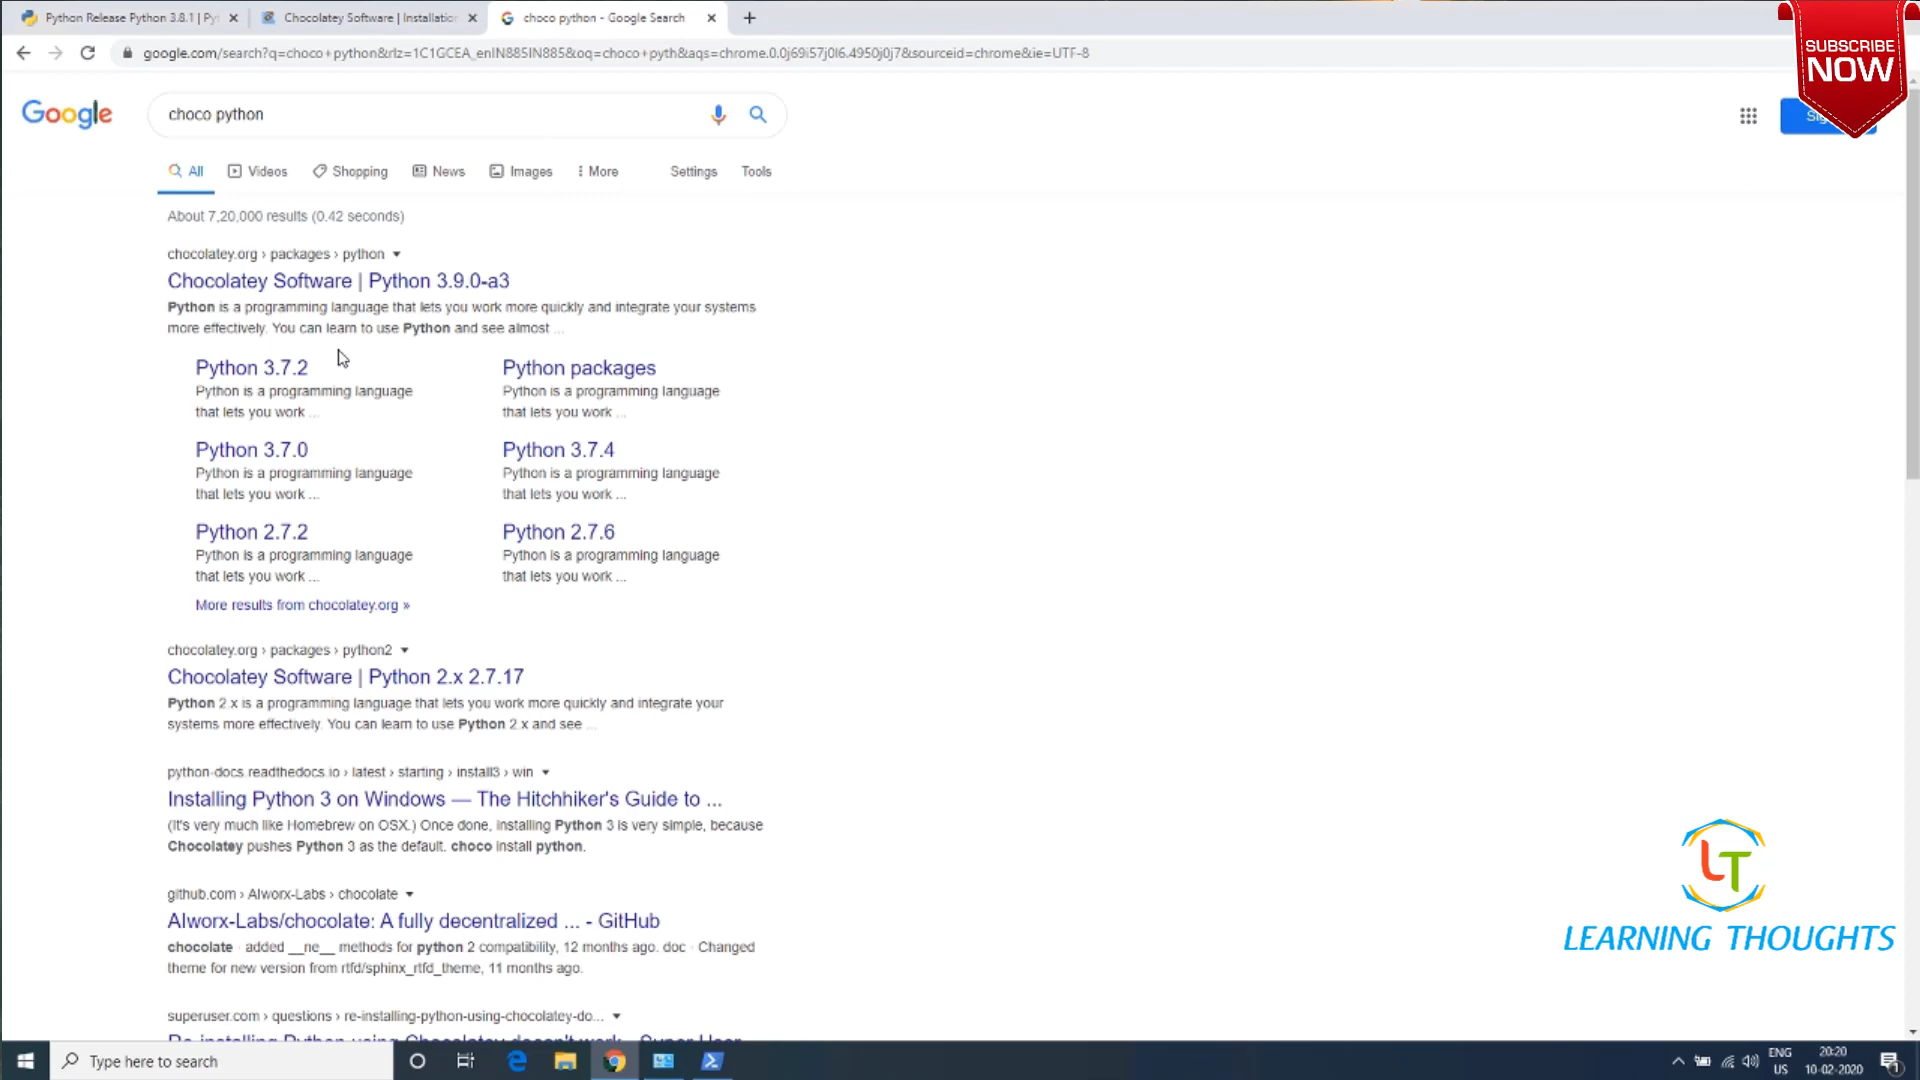 Python Release Python 3.8.1 | Py
Chocolatey Software | Installation
choco python - Google Search
google.com/search?q=choco+python&rlz=1C1GCEA_enIN885IN885&oq=choco+pyth&aqs=chrome.0.0j69i57j0l6.4950j0j7&sourceid=chrome&ie=UTF-8
SUBSCRIBE
NOW
Google
choco python
All
Videos
Shopping
News
Images
More
Settings
Tools
About 7,20,000 results (0.42 seconds)
chocolatey.org › packages › python
Chocolatey Software | Python 3.9.0-a3
Python is a programming language that lets you work more quickly and integrate your systems
more effectively. You can learn to use Python and see almost ...
Python 3.7.2
Python is a programming language
that lets you work ...
Python packages
Python is a programming language
that lets you work ...
Python 3.7.0
Python is a programming language
that lets you work ...
Python 3.7.4
Python is a programming language
that lets you work ...
Python 2.7.2
Python is a programming language
that lets you work ...
Python 2.7.6
Python is a programming language
that lets you work ...
More results from chocolatey.org »
chocolatey.org › packages › python2
Chocolatey Software | Python 2.x 2.7.17
Python 2.x is a programming language that lets you work more quickly and integrate your
systems more effectively. You can learn to use Python 2.x and see ...
python-docs.readthedocs.io › latest › starting › install3 › win
Installing Python 3 on Windows — The Hitchhiker's Guide to ...
(It's very much like Homebrew on OSX.) Once done, installing Python 3 is very simple, because
Chocolatey pushes Python 3 as the default. choco install python.
github.com › AIworx-Labs › chocolate
AIworx-Labs/chocolate: A fully decentralized ... - GitHub
chocolate · added __ne__ methods for python 2 compatibility, 12 months ago. doc · Changed
theme for new version from rtfd/sphinx_rtfd_theme, 11 months ago.
superuser.com › questions › re-installing-python-using-chocolatey-do...
Re-installing Python using Chocolatey doesn't work - Super User
LT
LEARNING THOUGHTS
Type here to search
ENG
US
20:20
10-02-2020
1